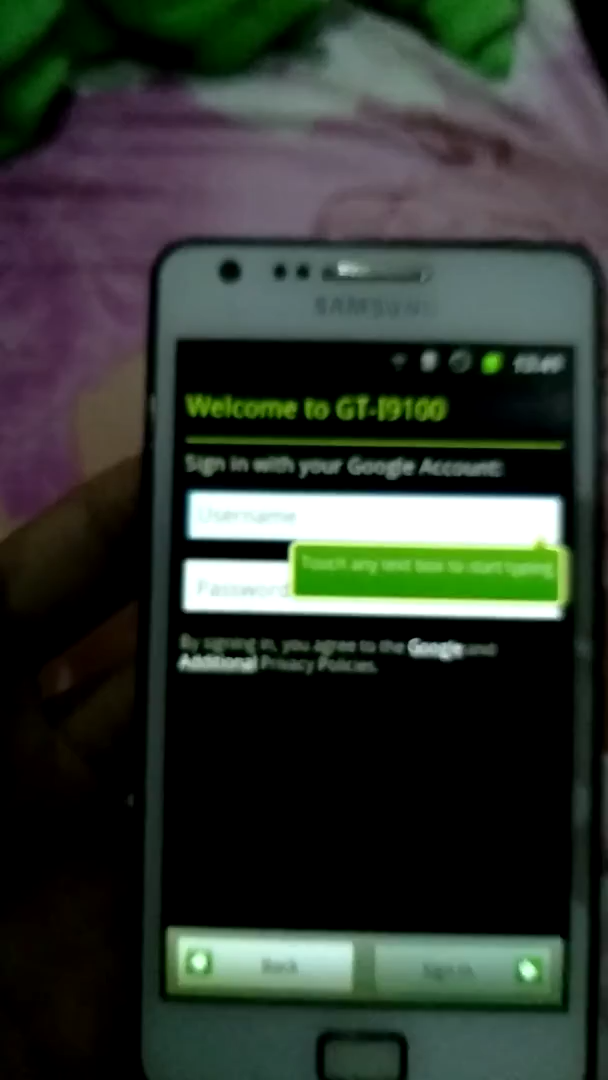 SAMSUNG
Welcome to GT-I9100
Sign in with your Google Account:
Username
Touch any text box to start typing
Password
By signing in, you agree to the Google and
Additional Privacy Policies.
Back
Sign in